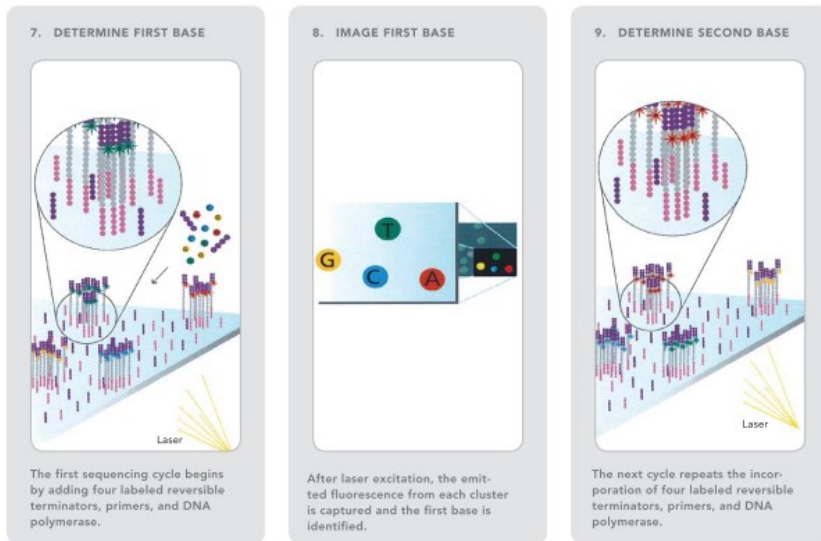 7. DETERMINE FIRST BASE
Laser
The first sequencing cycle begins
by adding four labeled reversible
terminators, primers, and DNA
polymerase.
8. IMAGE FIRST BASE
T
G
C
A
After laser excitation, the emit-
ted fluorescence from each cluster
is captured and the first base is
identified.
9. DETERMINE SECOND BASE
Laser
The next cycle repeats the incor-
poration of four labeled reversible
terminators, primers, and DNA
polymerase.